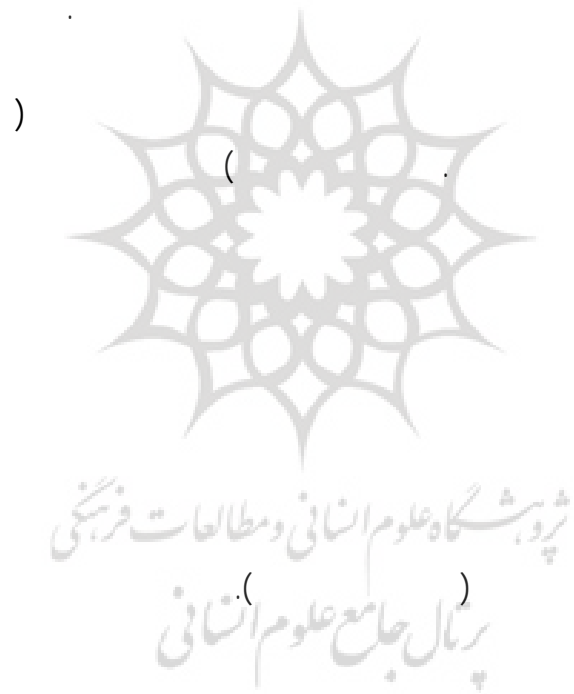 پژوهشگاه علوم انسانی و مطالعات فرهنگی
پرتال جامع علوم انسانی